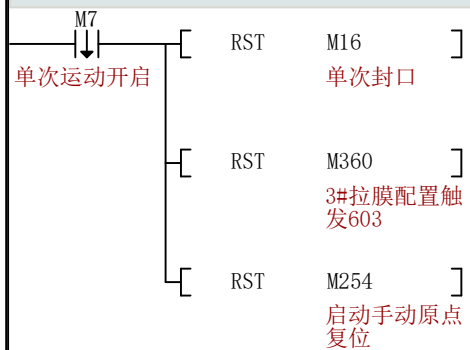 M7
单次运动开启
RST M16
单次封口
RST M360
3#拉膜配置触
发603
RST M254
启动手动原点
复位